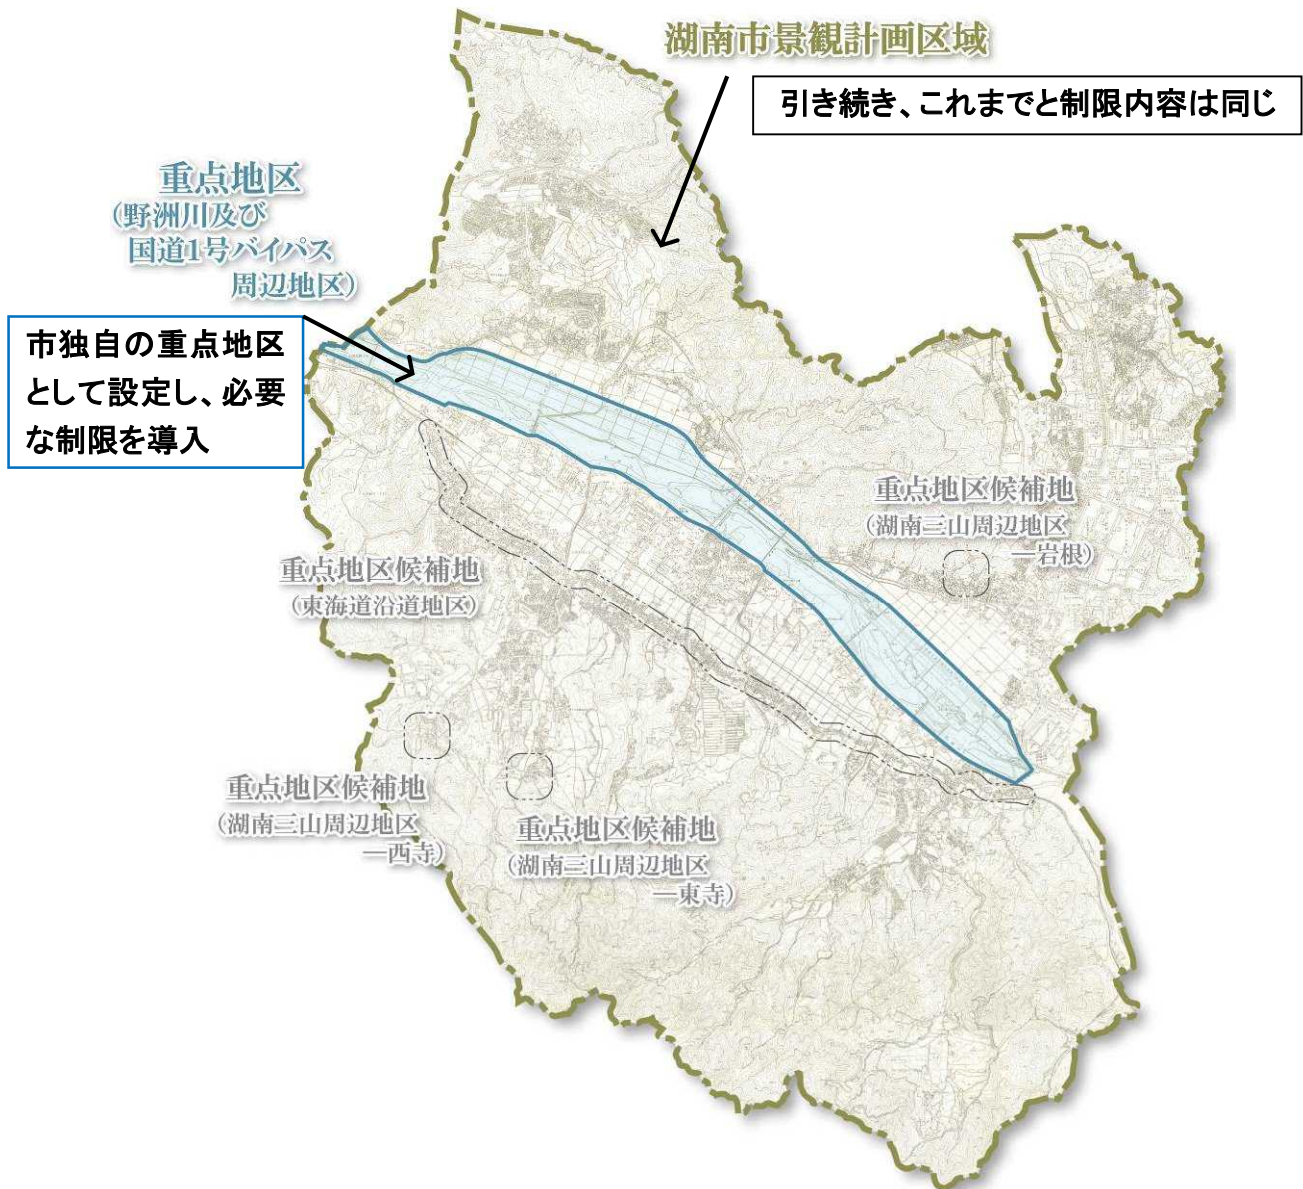 湖南市景観計画区域
引き続き、これまでと制限内容は同じ
重点地区
(野洲川及び
国道1号バイパス
周辺地区)
市独自の重点地区
として設定し、必要
な制限を導入
重点地区候補地
(湖南三山周辺地区
―岩根)
重点地区候補地
(東海道沿道地区)
重点地区候補地
(湖南三山周辺地区
―西寺)
重点地区候補地
(湖南三山周辺地区
―東寺)